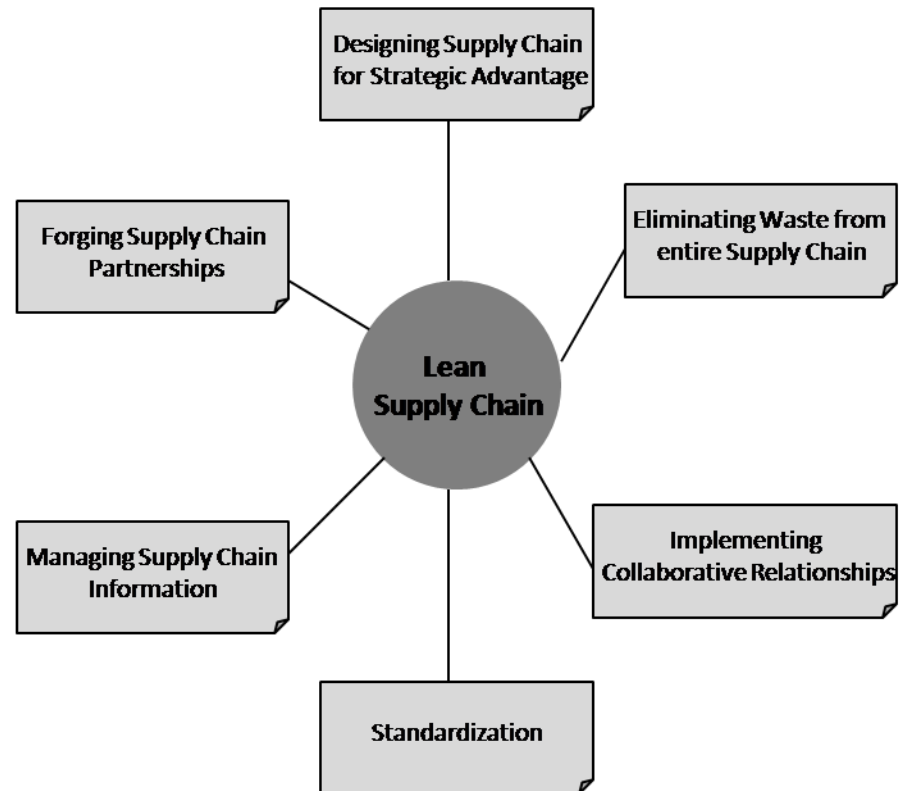 Designing Supply Chain
for Strategic Advantage
Forging Supply Chain
Partnerships
Eliminating Waste from
entire Supply Chain
Lean
Supply Chain
Managing Supply Chain
Information
Implementing
Collaborative Relationships
Standardization